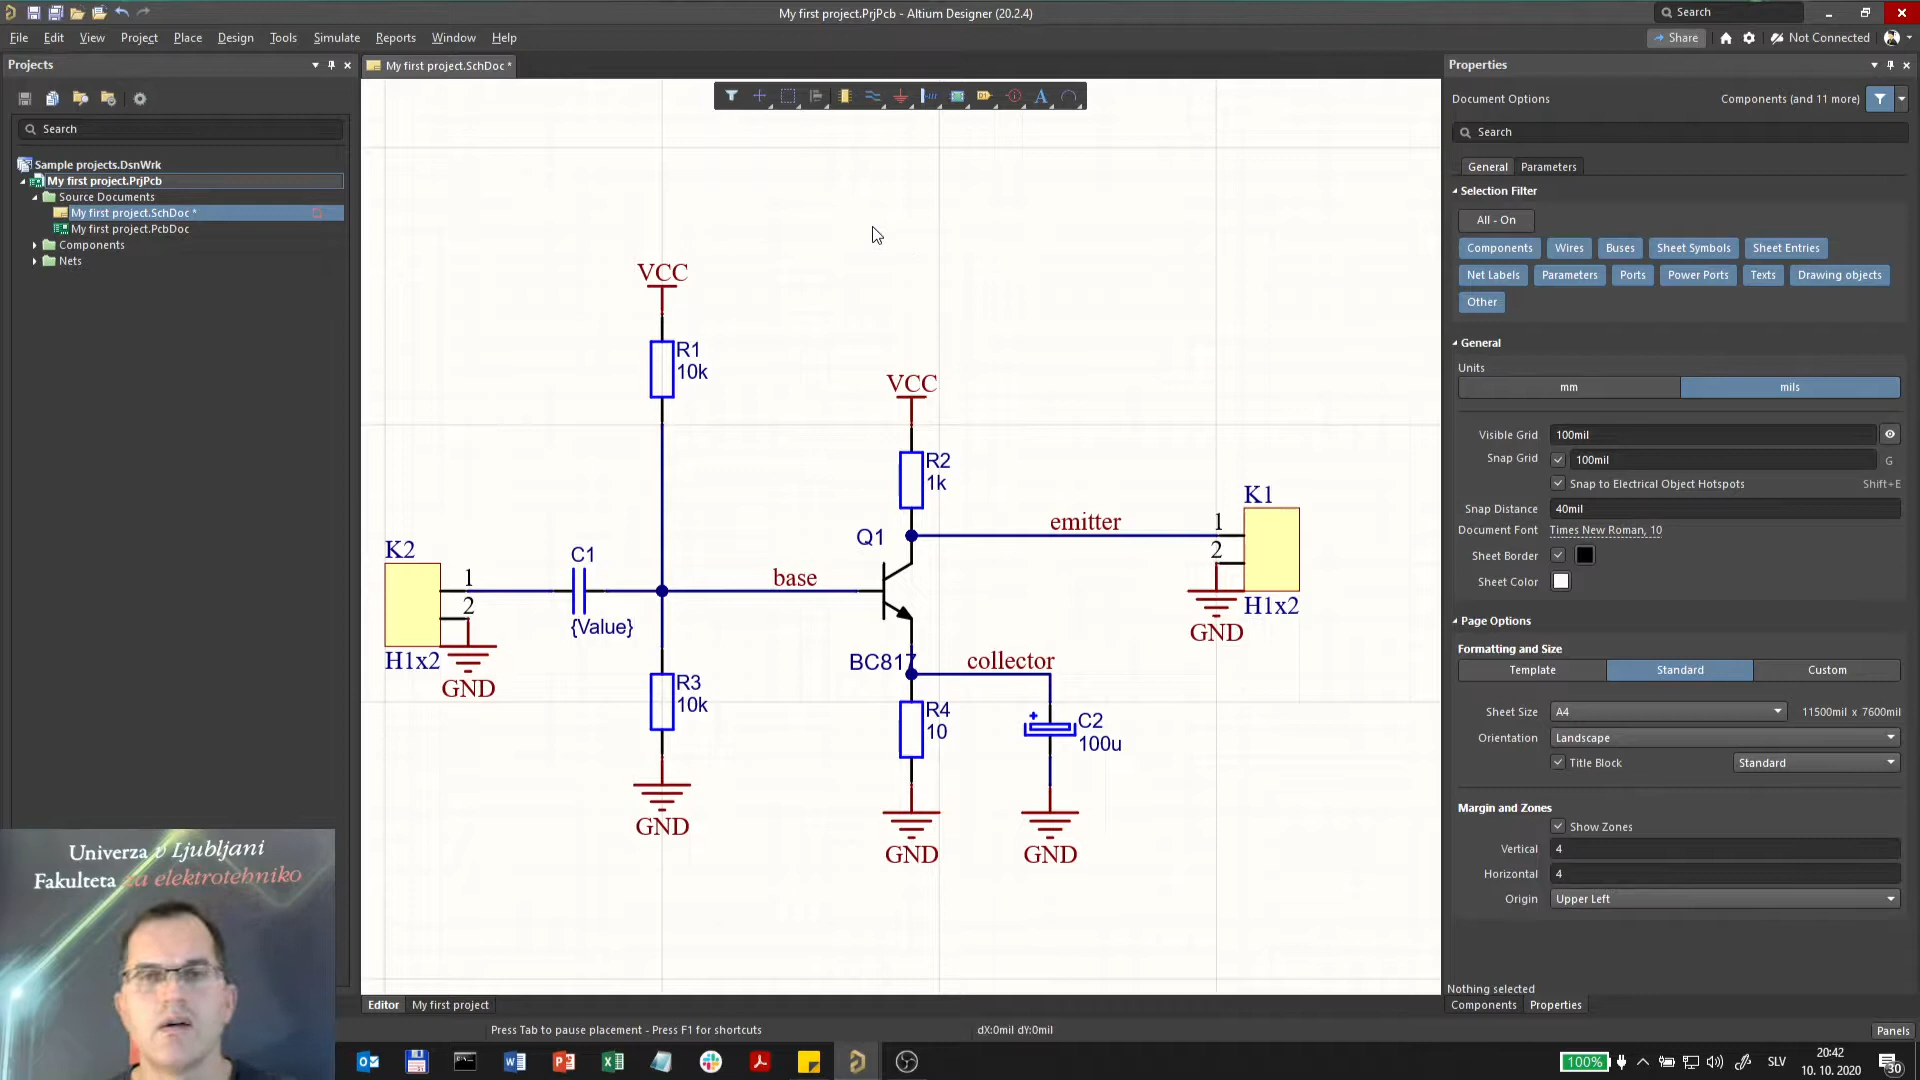 My first project.PrjPcb - Altium Designer (20.2.4)
Search
File Edit View Project Place Design Tools Simulate Reports Window Help
Share Not Connected
Projects
Search
Sample projects.DsnWrk
My first project.PrjPcb
Source Documents
My first project.SchDoc *
My first project.PcbDoc
Components
Nets
My first project.SchDoc *
VCC
R1
10k
VCC
R2
1k
K1
1
2
emitter
Q1
H1x2
GND
K2
1
2
C1
{Value}
base
H1x2
GND
BC817
collector
R3
10k
R4
10
C2
100u
GND
GND
GND
Editor My first project
Press Tab to pause placement - Press F1 for shortcuts
dX:0mil dY:0mil
Properties
Document Options
Components (and 11 more)
Search
General Parameters
Selection Filter
All - On
Components Wires Buses Sheet Symbols Sheet Entries
Net Labels Parameters Ports Power Ports Texts Drawing objects
Other
General
Units
mm mils
Visible Grid 100mil
Snap Grid 100mil G
Snap to Electrical Object Hotspots Shift+E
Snap Distance 40mil
Document Font Times New Roman, 10
Sheet Border
Sheet Color
Page Options
Formatting and Size
Template Standard Custom
Sheet Size A4 11500mil x 7600mil
Orientation Landscape
Title Block Standard
Margin and Zones
Show Zones
Vertical 4
Horizontal 4
Origin Upper Left
Nothing selected
Components Properties
Panels
Univerza v Ljubljani
Fakulteta za elektrotehniko
100%
SLV
20:42
10. 10. 2020
30